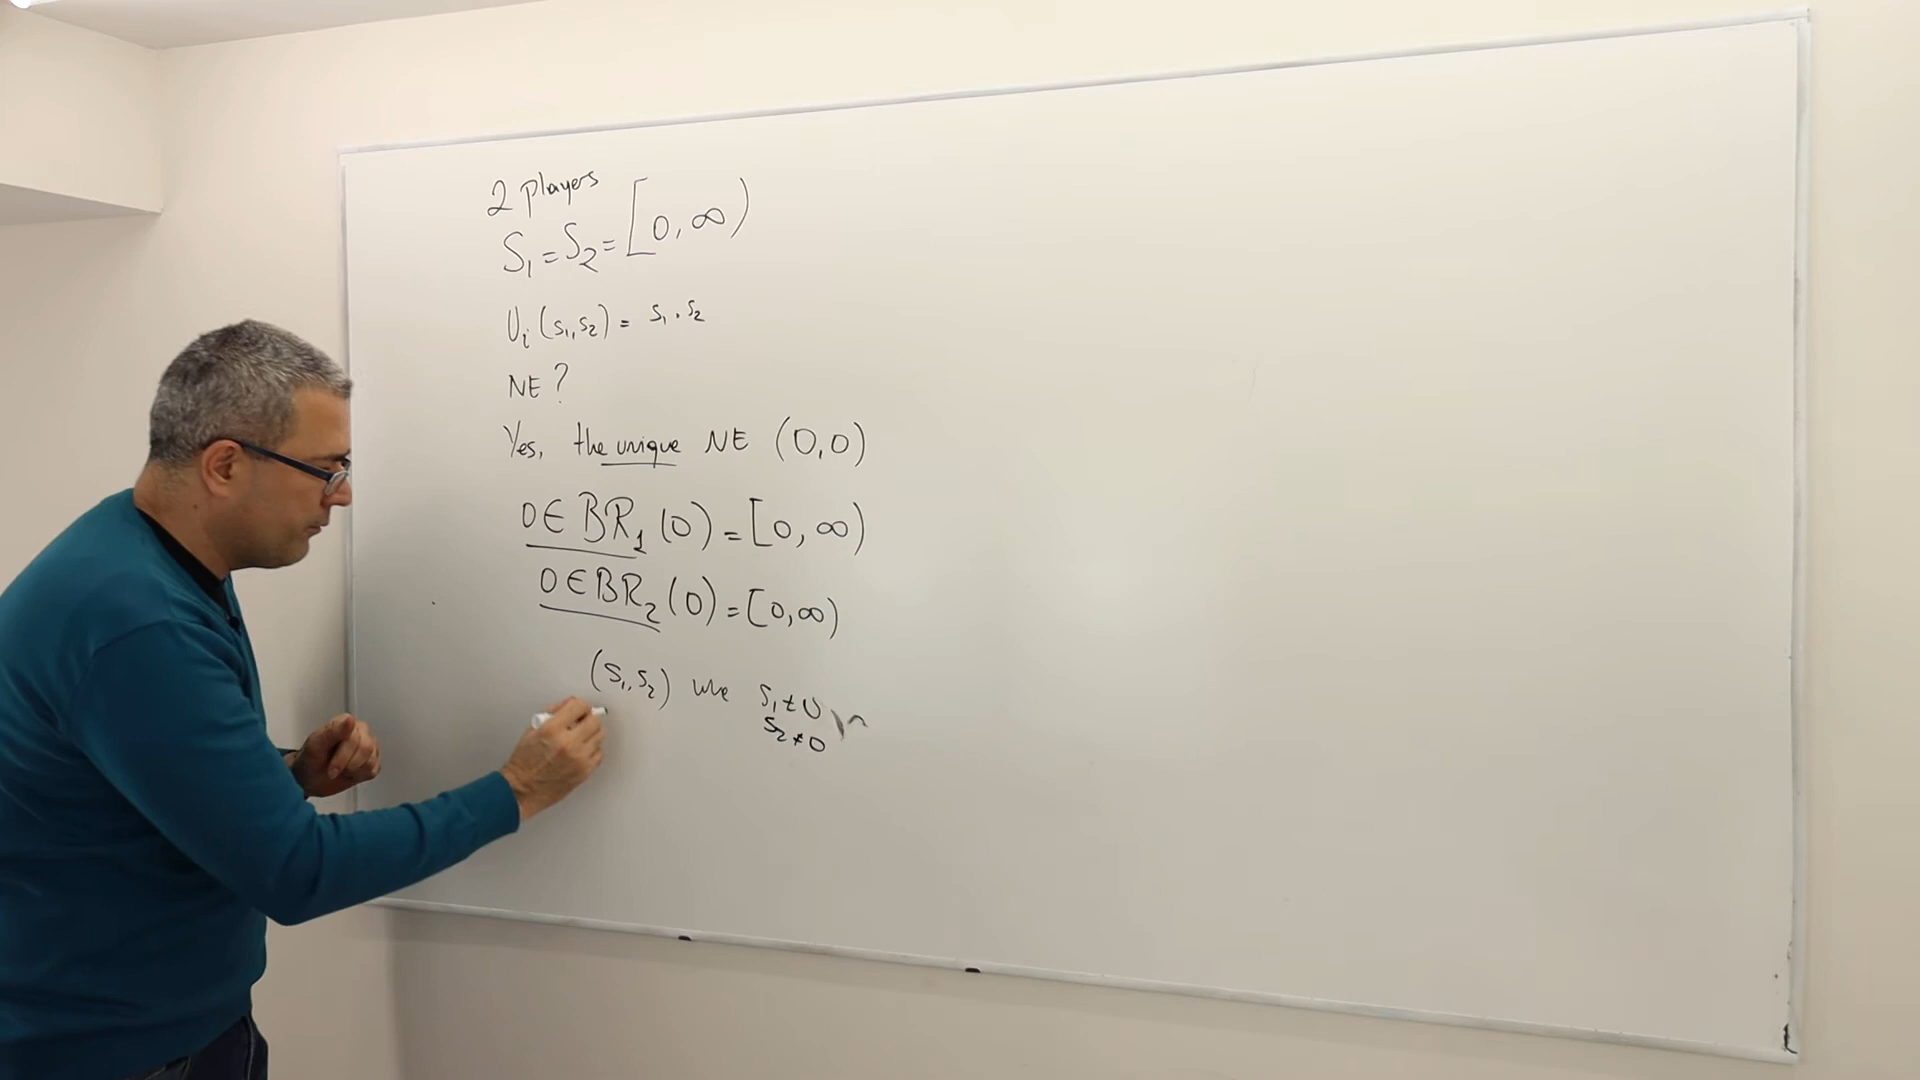 2 players
S₁ = S₂ = [0, ∞)
Uᵢ (s₁, s₂) = s₁ . s₂
NE ?
Yes, the unique NE (0,0)
0 ∈ BR₁ (0) = [0, ∞)
0 ∈ BR₂ (0) = [0, ∞)
(s₁, s₂) s₁ ≠ 0
s₂ ≠ 0